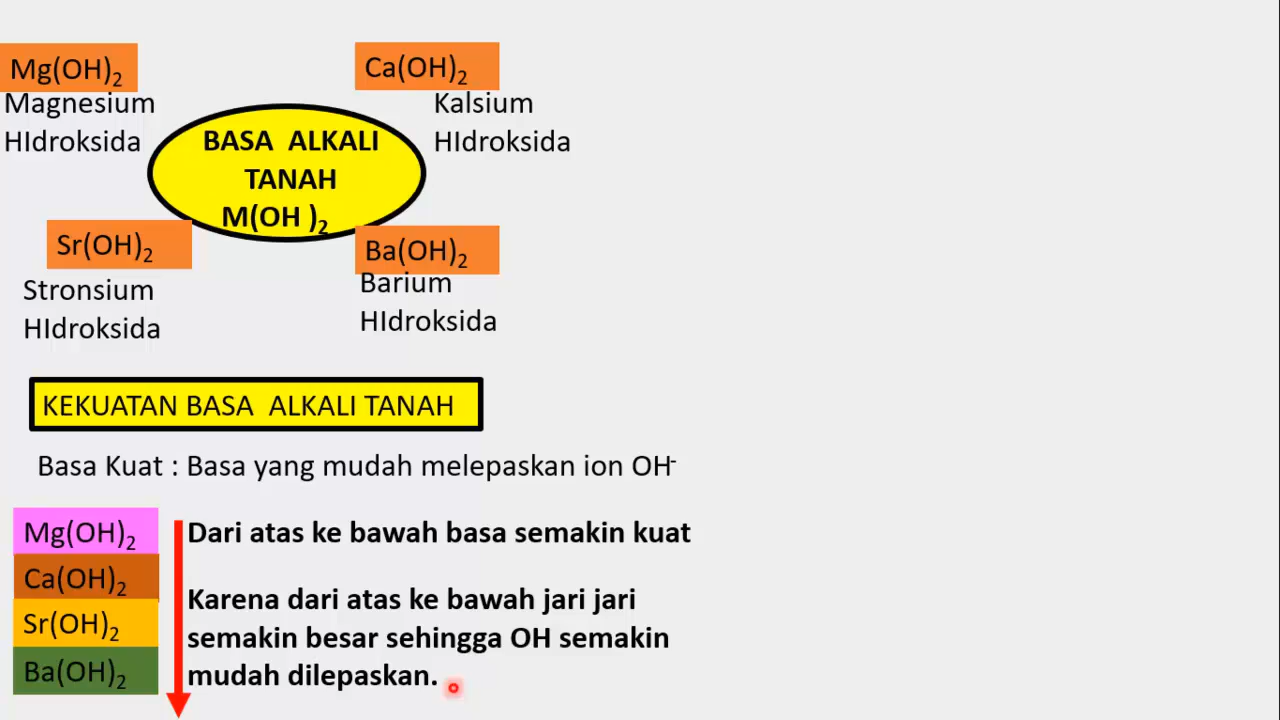 Mg(OH)₂
Magnesium
HIdroksida
Ca(OH)₂
Kalsium
HIdroksida
BASA ALKALI
TANAH
M(OH )₂
Sr(OH)₂
Stronsium
HIdroksida
Ba(OH)₂
Barium
HIdroksida
KEKUATAN BASA ALKALI TANAH
Basa Kuat : Basa yang mudah melepaskan ion OH⁻
Mg(OH)₂
Ca(OH)₂
Sr(OH)₂
Ba(OH)₂
Dari atas ke bawah basa semakin kuat
Karena dari atas ke bawah jari jari
semakin besar sehingga OH semakin
mudah dilepaskan.